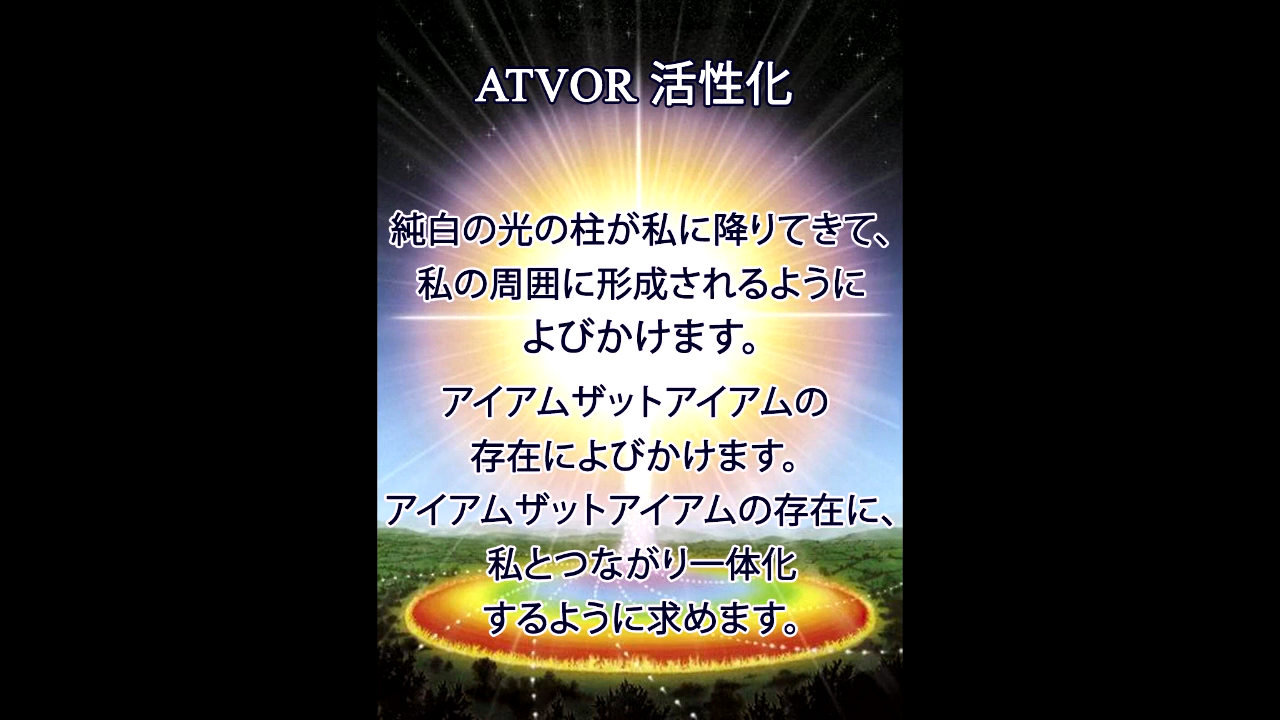 ATVOR 活性化
純白の光の柱が私に降りてきて、
私の周囲に形成されるように
よびかけます。
アイアムザットアイアムの
存在によびかけます。
アイアムザットアイアムの存在に、
私とつながり一体化
するように求めます。